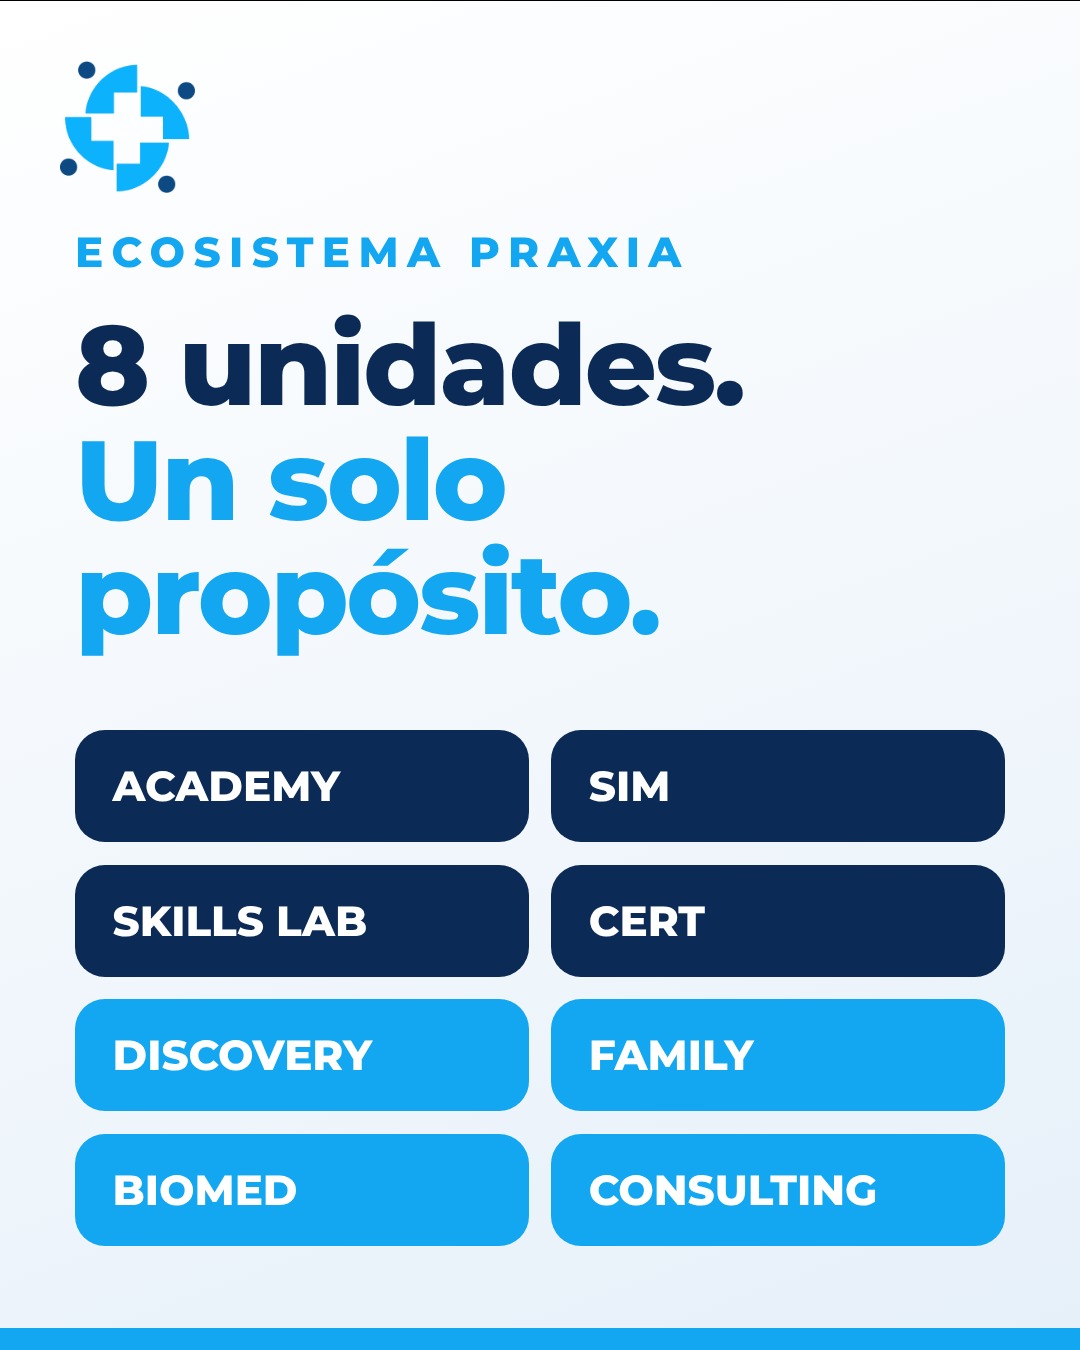 ECOSISTEMA PRAXIA
8 unidades.
Un solo
propósito.
ACADEMY
SIM
SKILLS LAB
CERT
DISCOVERY
FAMILY
BIOMED
CONSULTING